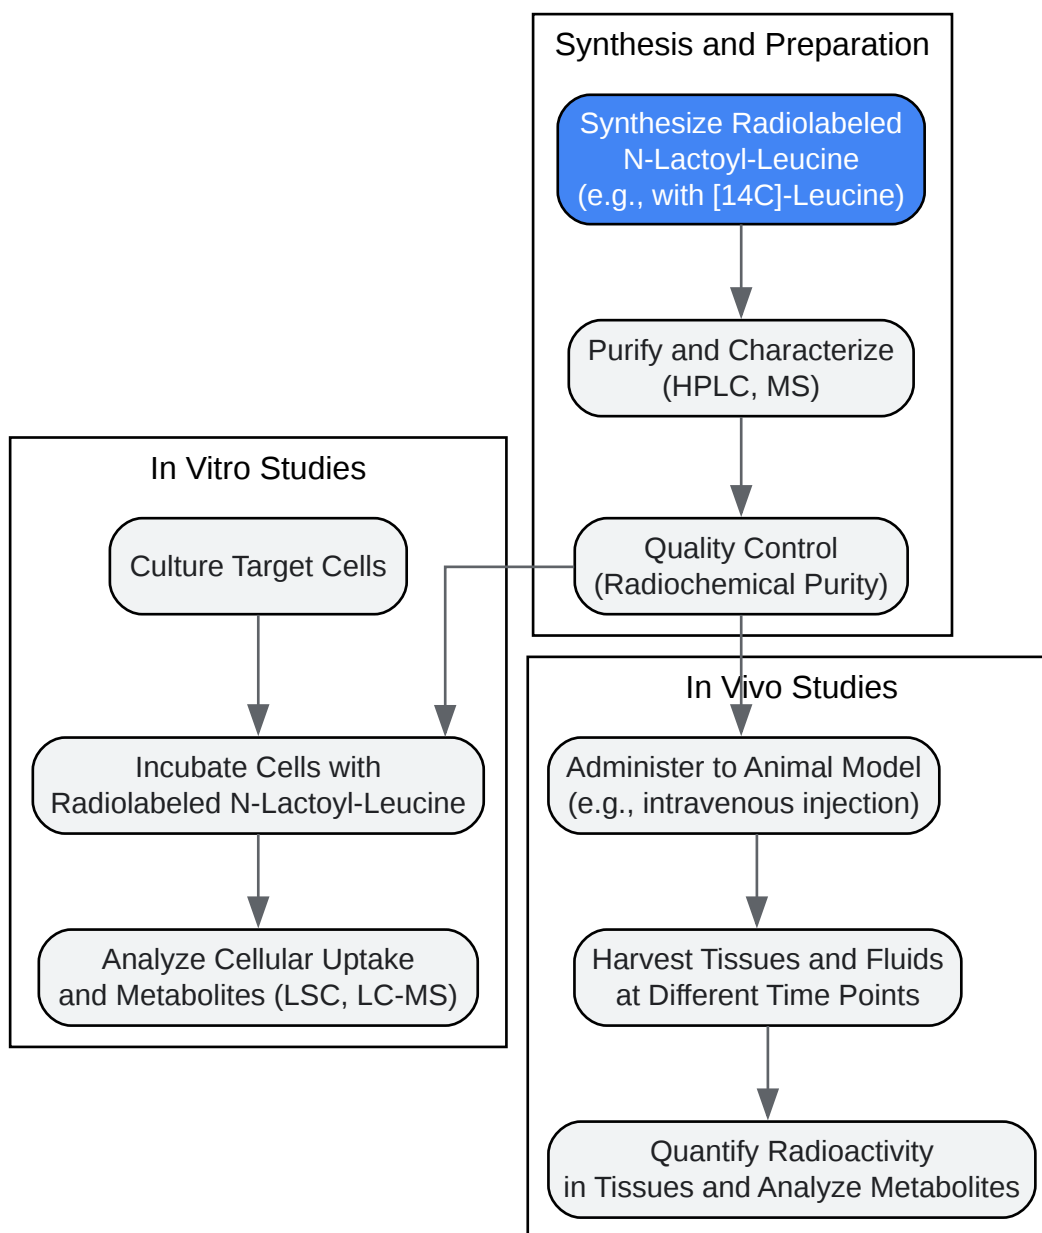 Synthesis and Preparation
Synthesize Radiolabeled
N-Lactoyl-Leucine
(e.g., with [14C]-Leucine)
Purify and Characterize
(HPLC, MS)
Quality Control
(Radiochemical Purity)
In Vitro Studies
Culture Target Cells
Incubate Cells with
Radiolabeled N-Lactoyl-Leucine
Analyze Cellular Uptake
and Metabolites (LSC, LC-MS)
In Vivo Studies
Administer to Animal Model
(e.g., intravenous injection)
Harvest Tissues and Fluids
at Different Time Points
Quantify Radioactivity
in Tissues and Analyze Metabolites